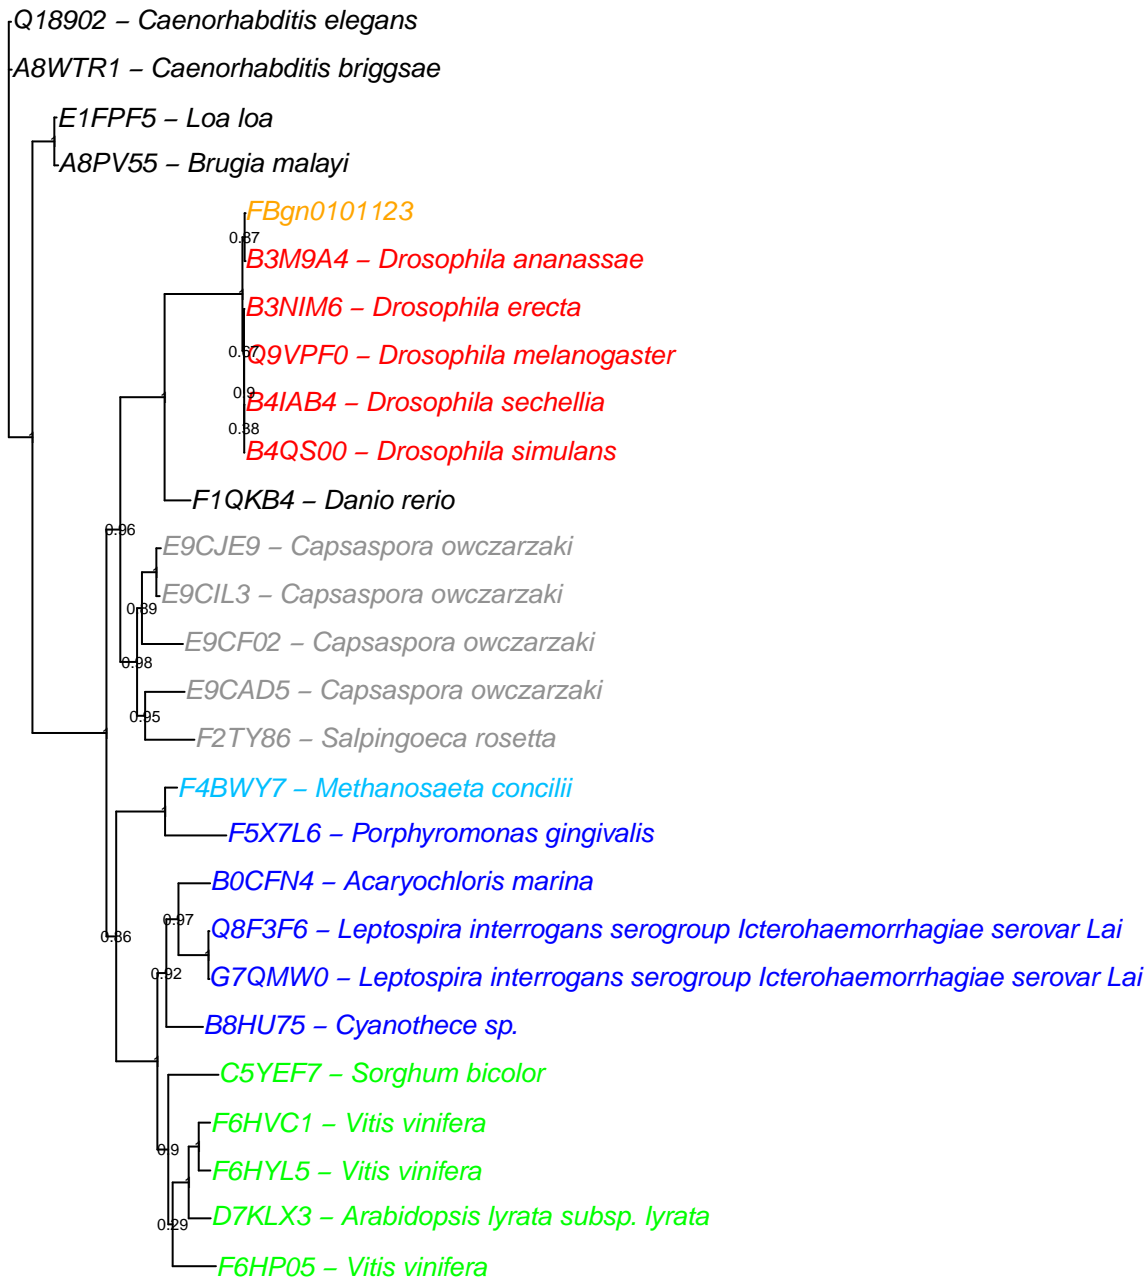 Q18902 – Caenorhabditis elegans
A8WTR1 – Caenorhabditis briggsae
E1FPF5 – Loa loa
A8PV55 – Brugia malayi
FBgn0101123
0.87
B3M9A4 – Drosophila ananassae
B3NIM6 – Drosophila erecta
0.67
Q9VPF0 – Drosophila melanogaster
0.9
B4IAB4 – Drosophila sechellia
0.38
B4QS00 – Drosophila simulans
F1QKB4 – Danio rerio
0.96
E9CJE9 – Capsaspora owczarzaki
E9CIL3 – Capsaspora owczarzaki
0.89
E9CF02 – Capsaspora owczarzaki
0.98
E9CAD5 – Capsaspora owczarzaki
0.95
F2TY86 – Salpingoeca rosetta
F4BWY7 – Methanosaeta concilii
F5X7L6 – Porphyromonas gingivalis
B0CFN4 – Acaryochloris marina
0.97
Q8F3F6 – Leptospira interrogans serogroup Icterohaemorrhagiae serovar Lai
0.86
0.92
G7QMW0 – Leptospira interrogans serogroup Icterohaemorrhagiae serovar Lai
B8HU75 – Cyanothece sp.
C5YEF7 – Sorghum bicolor
F6HVC1 – Vitis vinifera
0.9
F6HYL5 – Vitis vinifera
D7KLX3 – Arabidopsis lyrata subsp. lyrata
0.29
F6HP05 – Vitis vinifera